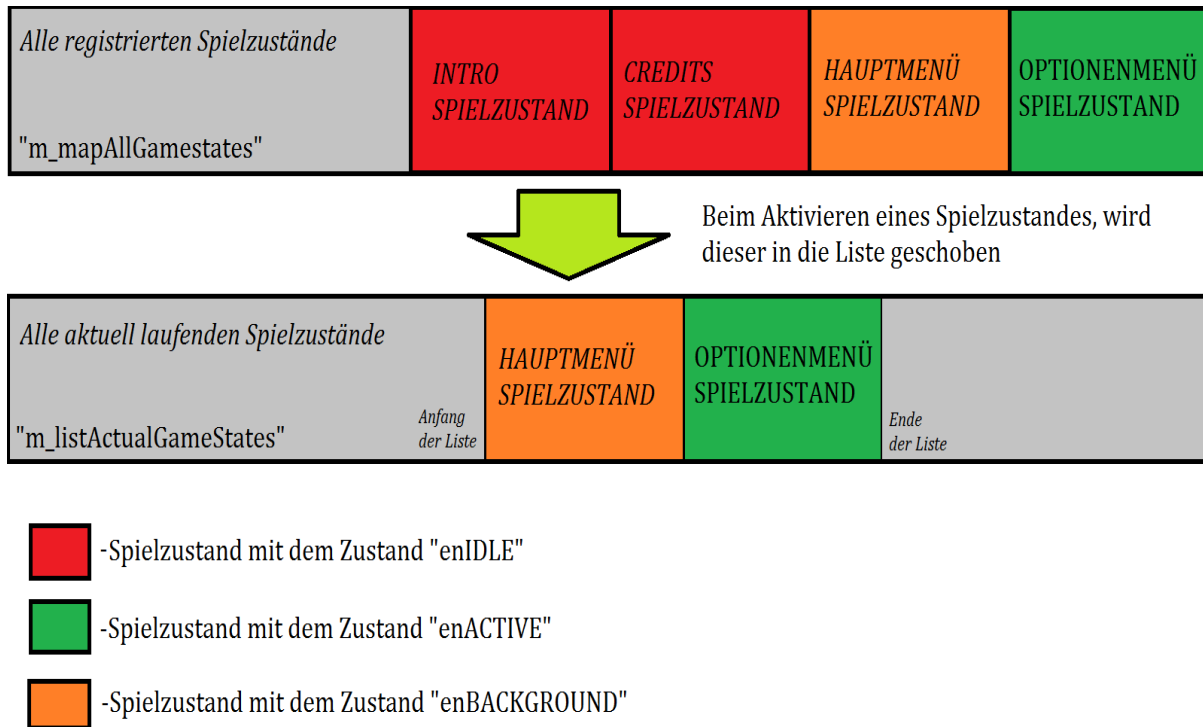 Alle registrierten Spielzustände
"m_mapAllGamestates"
INTRO
SPIELZUSTAND
CREDITS
SPIELZUSTAND
HAUPTMENÜ
SPIELZUSTAND
OPTIONENMENÜ
SPIELZUSTAND
Beim Aktivieren eines Spielzustandes, wird
dieser in die Liste geschoben
Alle aktuell laufenden Spielzustände
"m_listActualGameStates"
Anfang
der Liste
HAUPTMENÜ
SPIELZUSTAND
OPTIONENMENÜ
SPIELZUSTAND
Ende
der Liste
-Spielzustand mit dem Zustand "enIDLE"
-Spielzustand mit dem Zustand "enACTIVE"
-Spielzustand mit dem Zustand "enBACKGROUND"